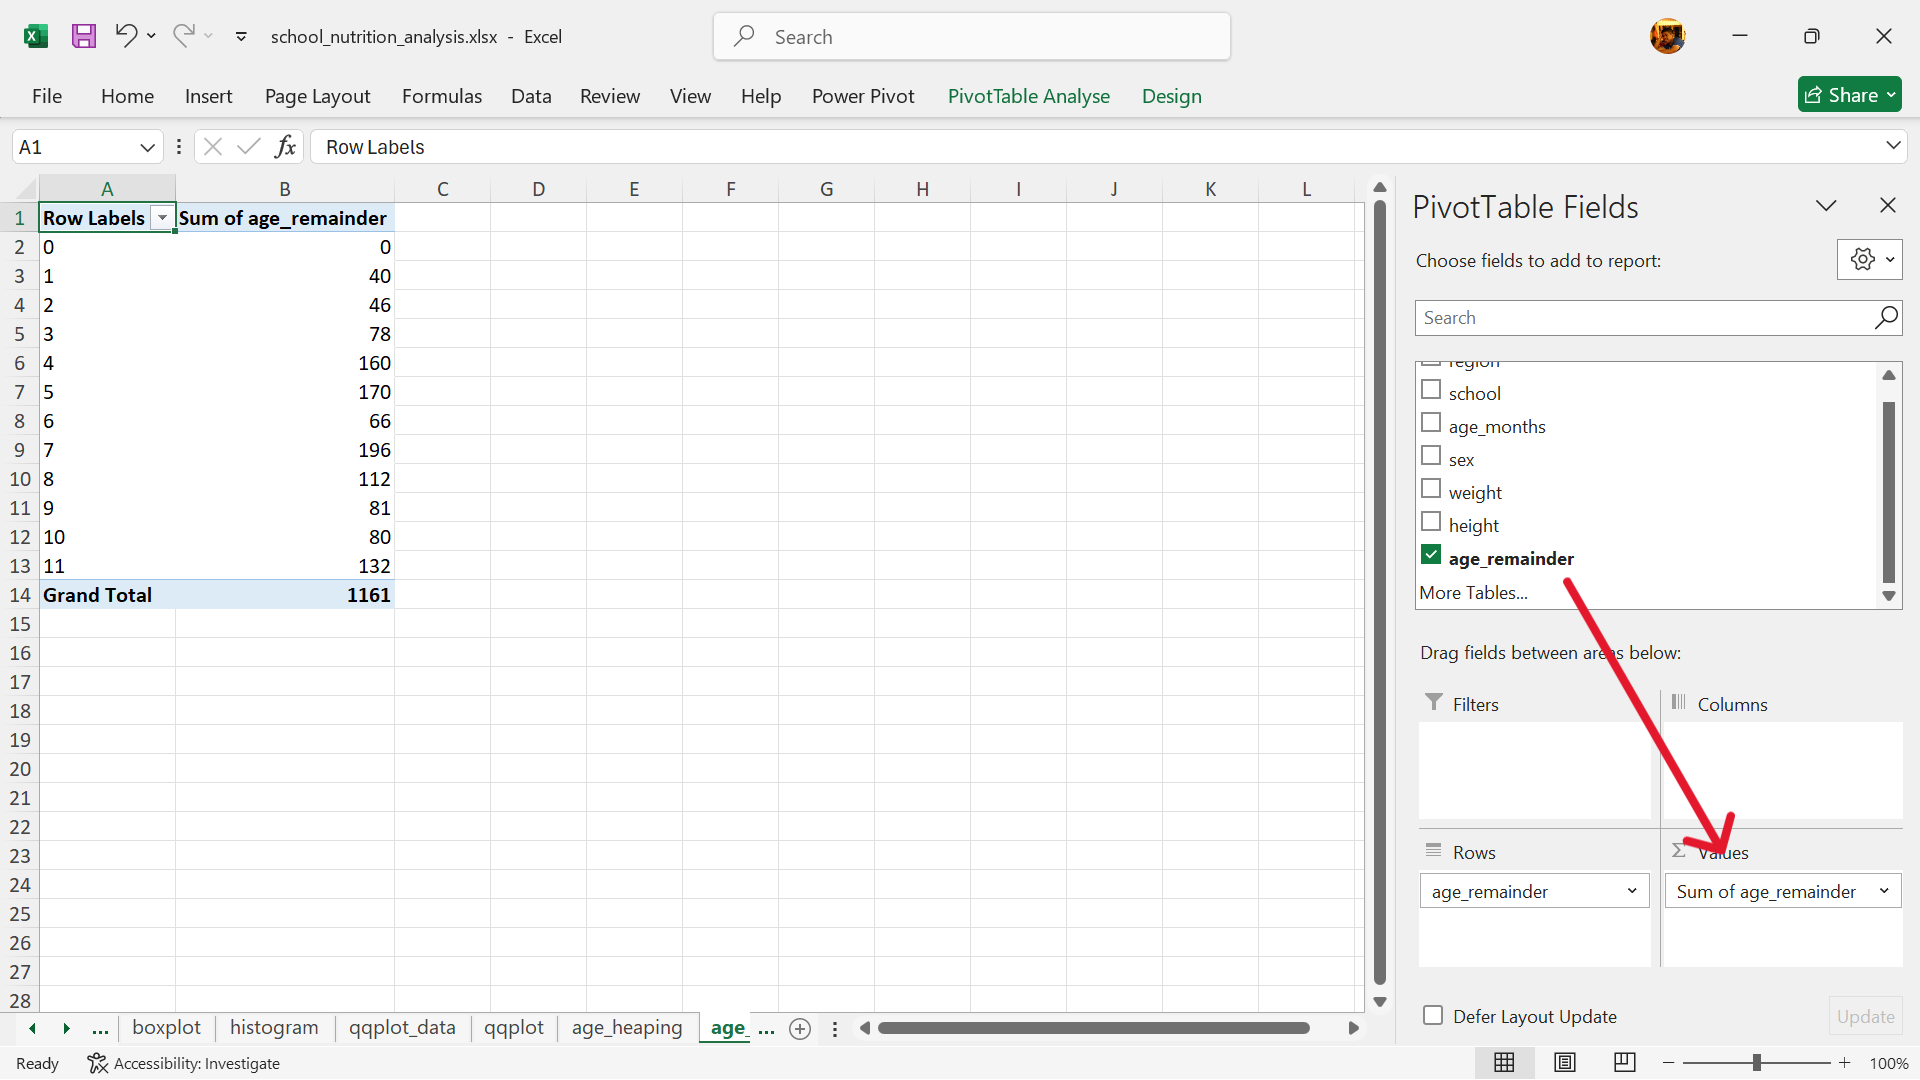 school_nutrition_analysis.xlsx - Excel
Search
File Home Insert Page Layout Formulas Data Review View Help Power Pivot PivotTable Analyse Design
Share
A1
fx
Row Labels
A B C D E F G H I J K L
1 Row Labels Sum of age_remainder
2 0 0
3 1 40
4 2 46
5 3 78
6 4 160
7 5 170
8 6 66
9 7 196
10 8 112
11 9 81
12 10 80
13 11 132
14 Grand Total 1161
15
16
17
18
19
20
21
22
23
24
25
26
27
28
PivotTable Fields
Choose fields to add to report:
Search
region
school
age_months
sex
weight
height
age_remainder
More Tables...
Drag fields between areas below:
Filters
Columns
Rows
Σ Values
age_remainder
Sum of age_remainder
Defer Layout Update
Update
... boxplot histogram qqplot_data qqplot age_heaping age_ ...
Ready
Accessibility: Investigate
100%